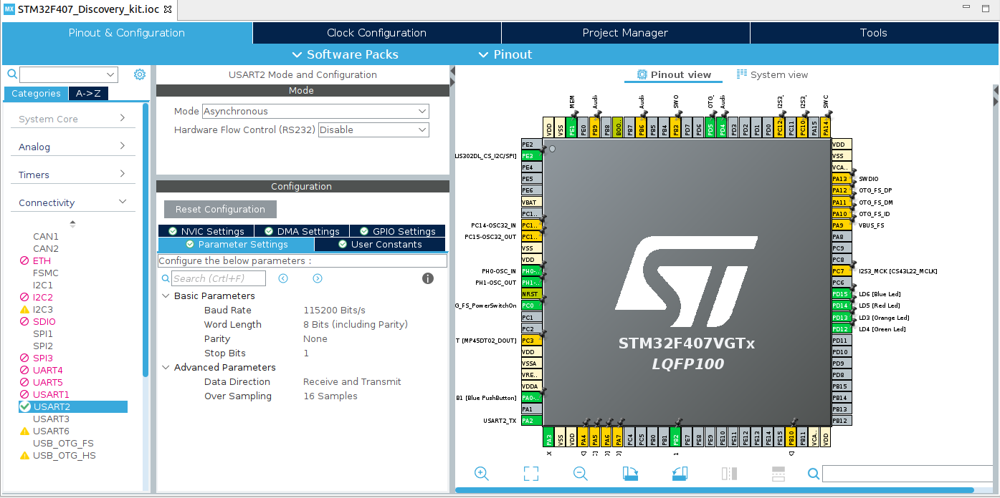 MX STM32F407_Discovery_kit.ioc
Pinout & Configuration
Clock Configuration
Project Manager
Tools
Software Packs
Pinout
Categories
A->Z
System Core
Analog
Timers
Connectivity
CAN1
CAN2
ETH
FSMC
I2C1
I2C2
I2C3
SDIO
SPI1
SPI2
SPI3
UART4
UART5
USART1
USART2
USART3
USART6
USB_OTG_FS
USB_OTG_HS
USART2 Mode and Configuration
Mode
Mode Asynchronous
Hardware Flow Control (RS232) Disable
Configuration
Reset Configuration
NVIC Settings
DMA Settings
GPIO Settings
Parameter Settings
User Constants
Configure the below parameters :
Search (Crtl+F)
Basic Parameters
Baud Rate 115200 Bits/s
Word Length 8 Bits (including Parity)
Parity None
Stop Bits 1
Advanced Parameters
Data Direction Receive and Transmit
Over Sampling 16 Samples
Pinout view
System view
MEM
Audi
Audi
SWO
OTG_
Audi
I2S3_
I2S3_
SWC
VDD
VSS
PE1
PE0
PB9
PB8
BOO..
PB7
PB6
PB5
PB4
PB3
PD7
PD6
PD5
PD4
PD3
PD2
PD1
PD0
PC12
PC11
PC10
PA15
PA14
PE2
LIS302DL_CS_I2C/SPI] PE3
PE4
PE5
PE6
VBAT
PC1..
PC14-OSC32_IN PC1..
PC15-OSC32_OUT PC1..
VSS
VDD
PH0-OSC_IN PH0-..
PH1-OSC_OUT PH1-..
NRST
G_FS_PowerSwitchOn PC0
PC1
PC2
T [MP45DT02_DOUT] PC3
VDD
VSSA
VRE..
VDDA
B1 [Blue PushButton] PA0-..
PA1
USART2_TX PA2
STM32F407VGTx
LQFP100
VDD
VSS
VCA..
PA13 SWDIO
PA12 OTG_FS_DP
PA11 OTG_FS_DM
PA10 OTG_FS_ID
PA9 VBUS_FS
PA8
PC9
PC8
PC7 I2S3_MCK [CS43L22_MCLK]
PC6
PD15 LD6 [Blue Led]
PD14 LD5 [Red Led]
PD13 LD3 [Orange Led]
PD12 LD4 [Green Led]
PD11
PD10
PD9
PD8
PB15
PB14
PB13
PB12
PA3
VSS
VDD
PA4
PA5
PA6
PA7
PC4
PC5
PB0
PB1
PB2
PE7
PE8
PE9
PE10
PE11
PE12
PE13
PE14
PE15
PB10
PB11
VCA..
VDD